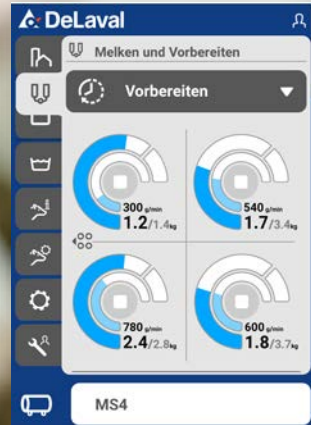 DeLaval
Melken und Vorbereiten
Vorbereiten
300 g/min
1.2/1.4kg
540 g/min
1.7/3.4kg
780 g/min
2.4/2.8kg
600 g/min
1.8/3.7kg
MS4